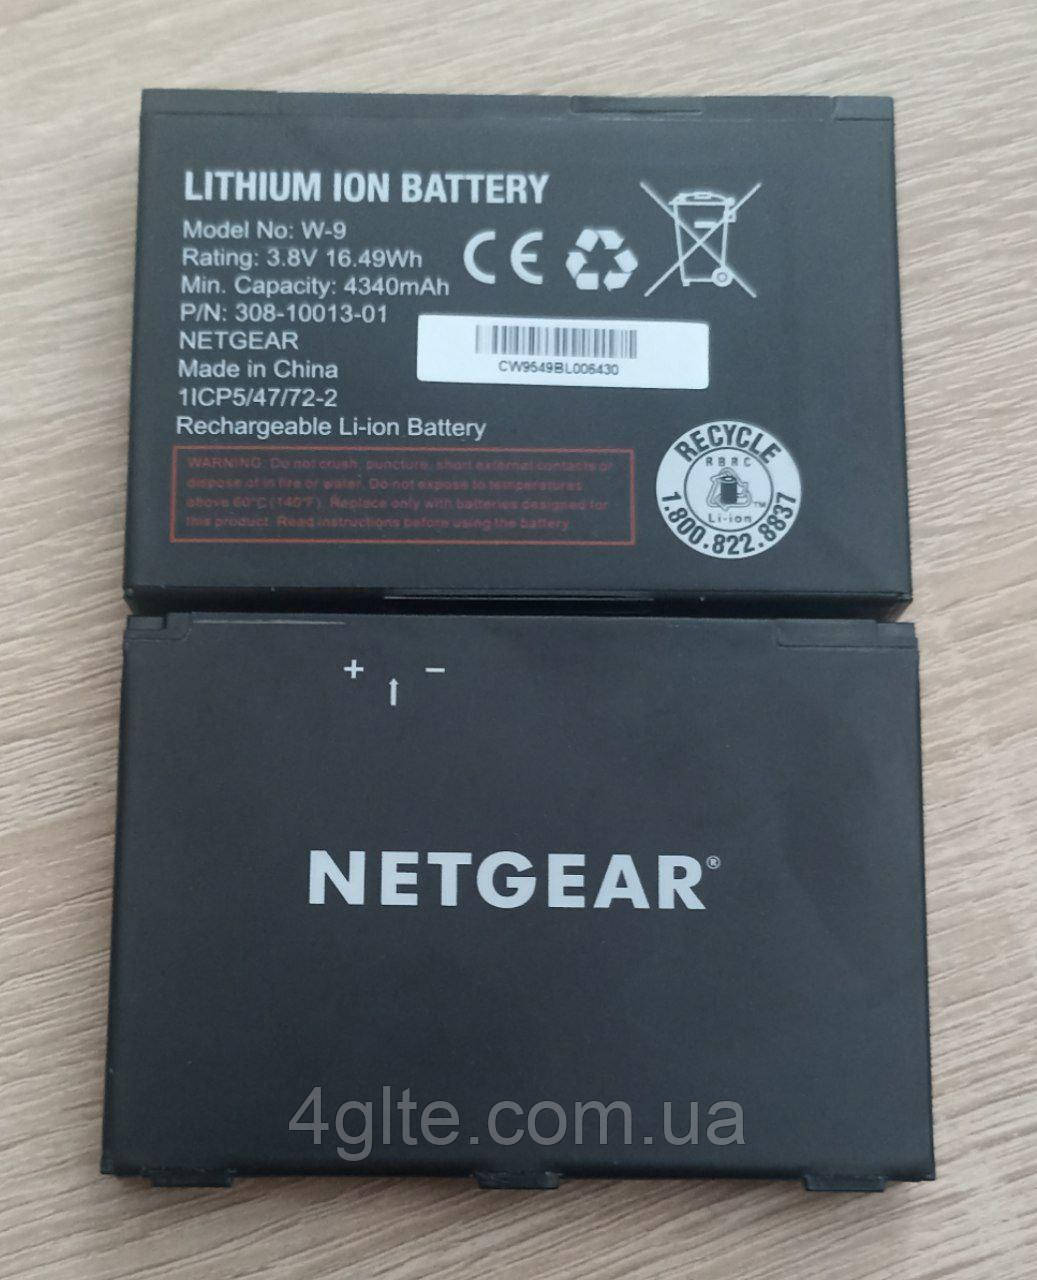 LITHIUM ION BATTERY
Model No: W-9
Rating: 3.8V 16.49Wh
Min. Capacity: 4340mAh
P/N: 308-10013-01
NETGEAR
Made in China
1ICP5/47/72-2
Rechargeable Li-ion Battery
CE
CW9549BL006430
WARNING: Do not crush, puncture, short external contacts or
dispose of in fire or water. Do not expose to temperatures
above 60°C (140°F). Replace only with batteries designed for
this product. Read instructions before using the battery.
RECYCLE
RBRC
Li-ion
TM
1.800.822.8837
+ −
NETGEAR®
4glte.com.ua